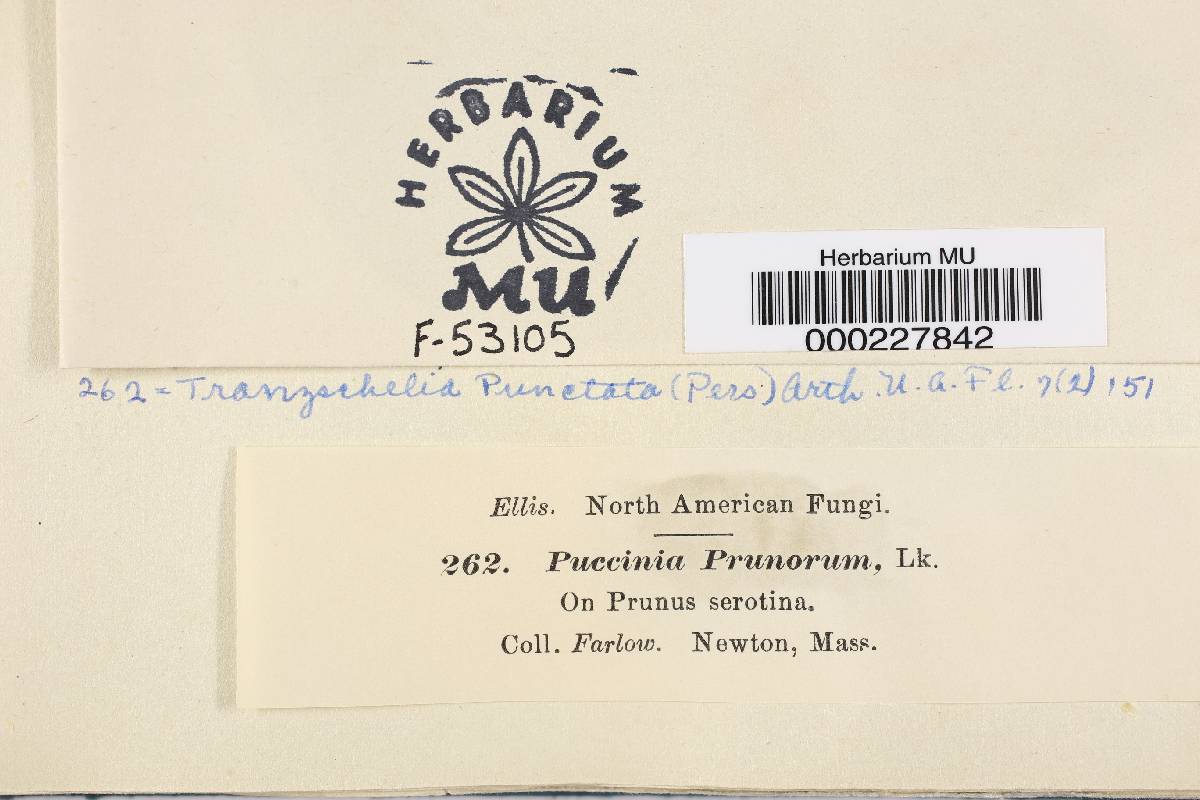 HERBARIUM
MU
F-53105
Herbarium MU
000227842
262 = Tranzschelia Punctata (Pers) Arth. N. A. Fl. 7(2) 151
Ellis. North American Fungi.
262. Puccinia Prunorum, Lk.
On Prunus serotina.
Coll. Farlow. Newton, Mass.